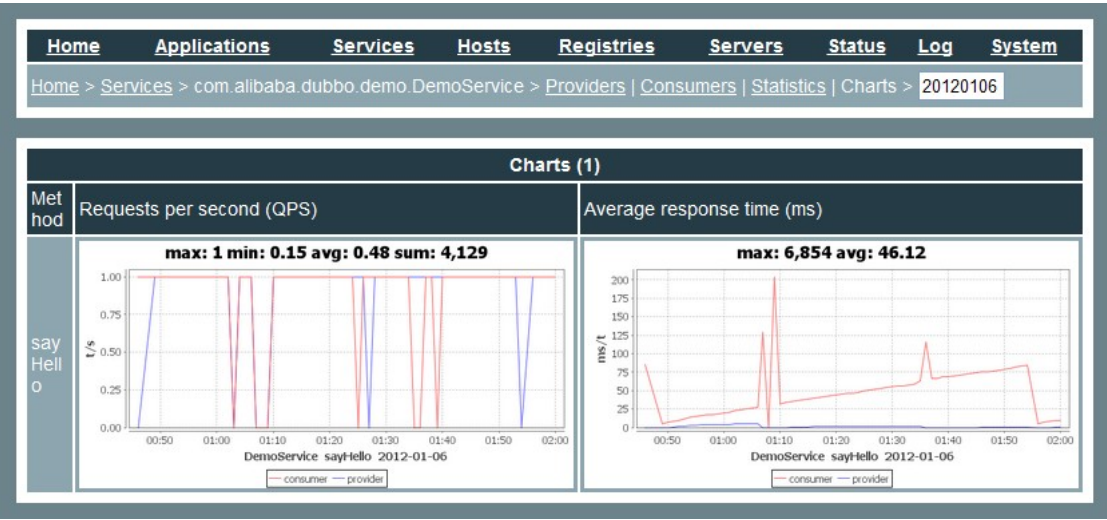 Home Applications Services Hosts Registries Servers Status Log System
Home > Services > com.alibaba.dubbo.demo.DemoService > Providers | Consumers | Statistics | Charts > 20120106
Charts (1)
Met
hod
Requests per second (QPS)
Average response time (ms)
say
Hell
o
max: 1 min: 0.15 avg: 0.48 sum: 4,129
1.00
0.75
0.50
0.25
0.00
t/s
00:50 01:00 01:10 01:20 01:30 01:40 01:50 02:00
DemoService sayHello 2012-01-06
consumer provider
max: 6,854 avg: 46.12
200
175
150
125
100
75
50
25
0
ms/t
00:50 01:00 01:10 01:20 01:30 01:40 01:50 02:00
DemoService sayHello 2012-01-06
consumer provider